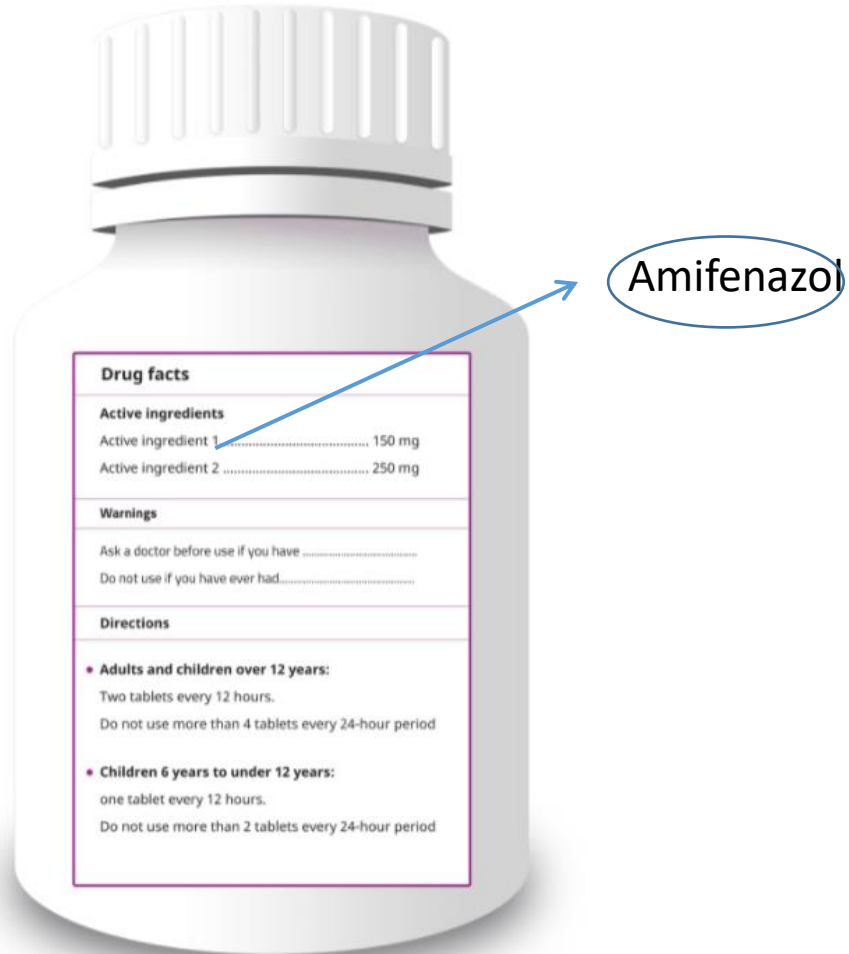 Amifenazol
Drug facts
Active ingredients
Active ingredient 1 ........................................ 150 mg
Active ingredient 2 ........................................ 250 mg
Warnings
Ask a doctor before use if you have ................................
Do not use if you have ever had......................................
Directions
• Adults and children over 12 years:
Two tablets every 12 hours.
Do not use more than 4 tablets every 24-hour period
• Children 6 years to under 12 years:
one tablet every 12 hours.
Do not use more than 2 tablets every 24-hour period